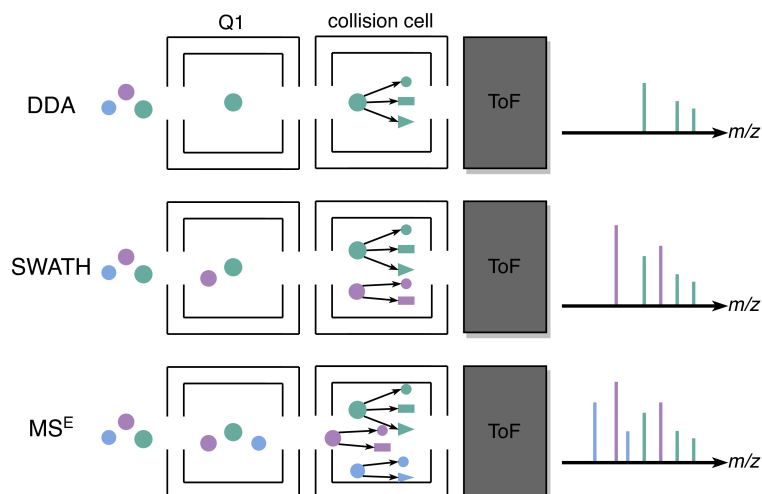 Q1
collision cell
DDA
ToF
m/z
SWATH
ToF
m/z
MSᴱ
ToF
m/z